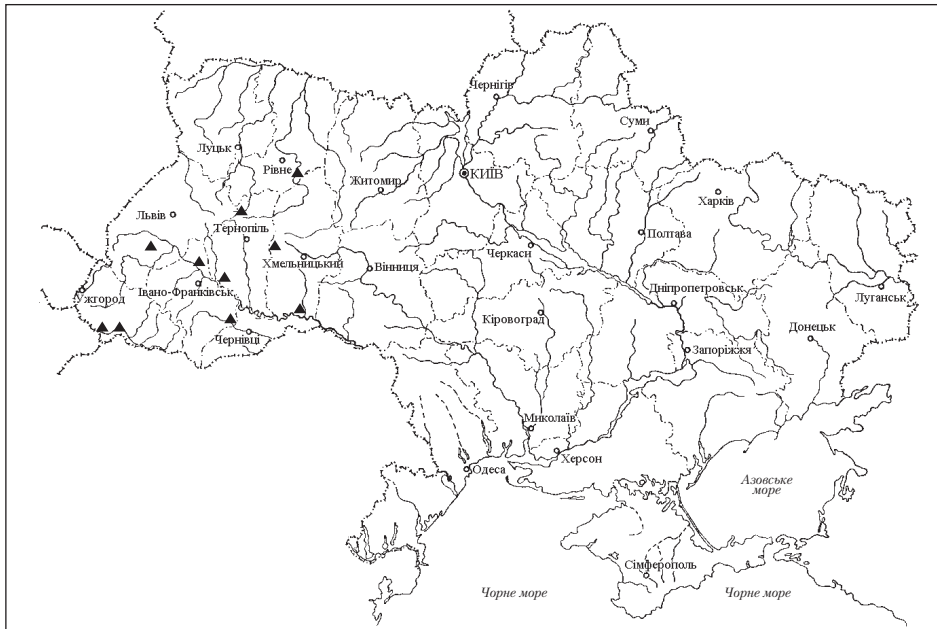 Чернігів
Суми
Луцьк
Рівне
КИЇВ
Житомир
Харків
Львів
Тернопіль
Полтава
Черкаси
Хмельницький
Вінниця
Ужгород
Івано-Франківськ
Дніпропетровськ
Луганськ
Кіровоград
Донецьк
Чернівці
Запоріжжя
Миколаїв
Херсон
Одеса
Азовське
море
Сімферополь
Чорне море
Чорне море